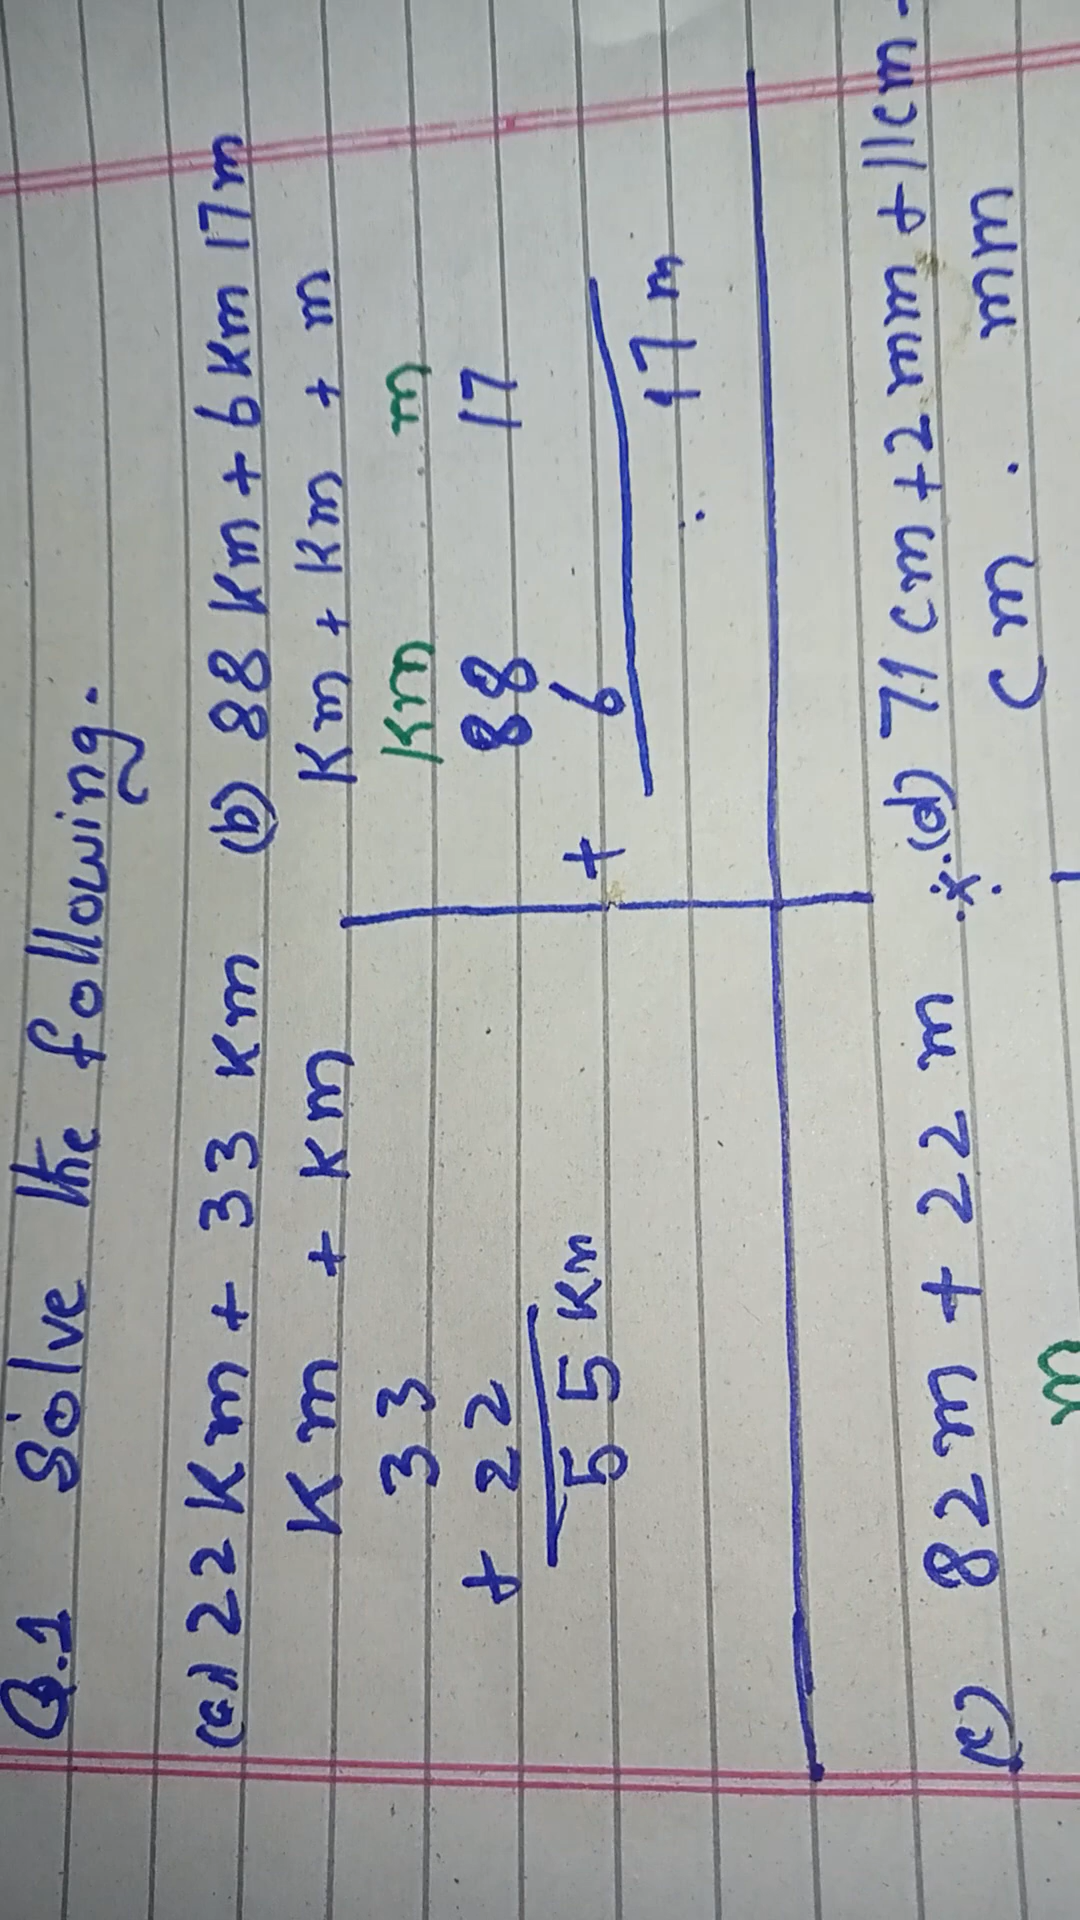 Q.1 Solve the following.
(a) 22 Km + 33 Km (b) 88 Km + 6 Km 17 m
Km + Km Km + Km + m
33 Km m
+ 22 88 17
55 Km + 6
17 m
(c) 82 m + 22 m * (d) 71 cm + 2 mm + 11 cm -
m cm mm